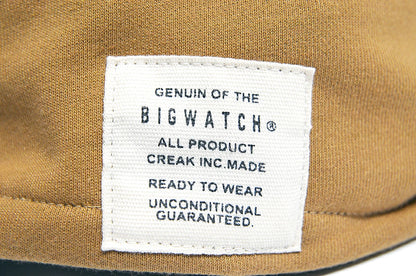 GENUIN OF THE
BIGWATCH®
ALL PRODUCT
CREAK INC.MADE
READY TO WEAR
UNCONDITIONAL
GUARANTEED.